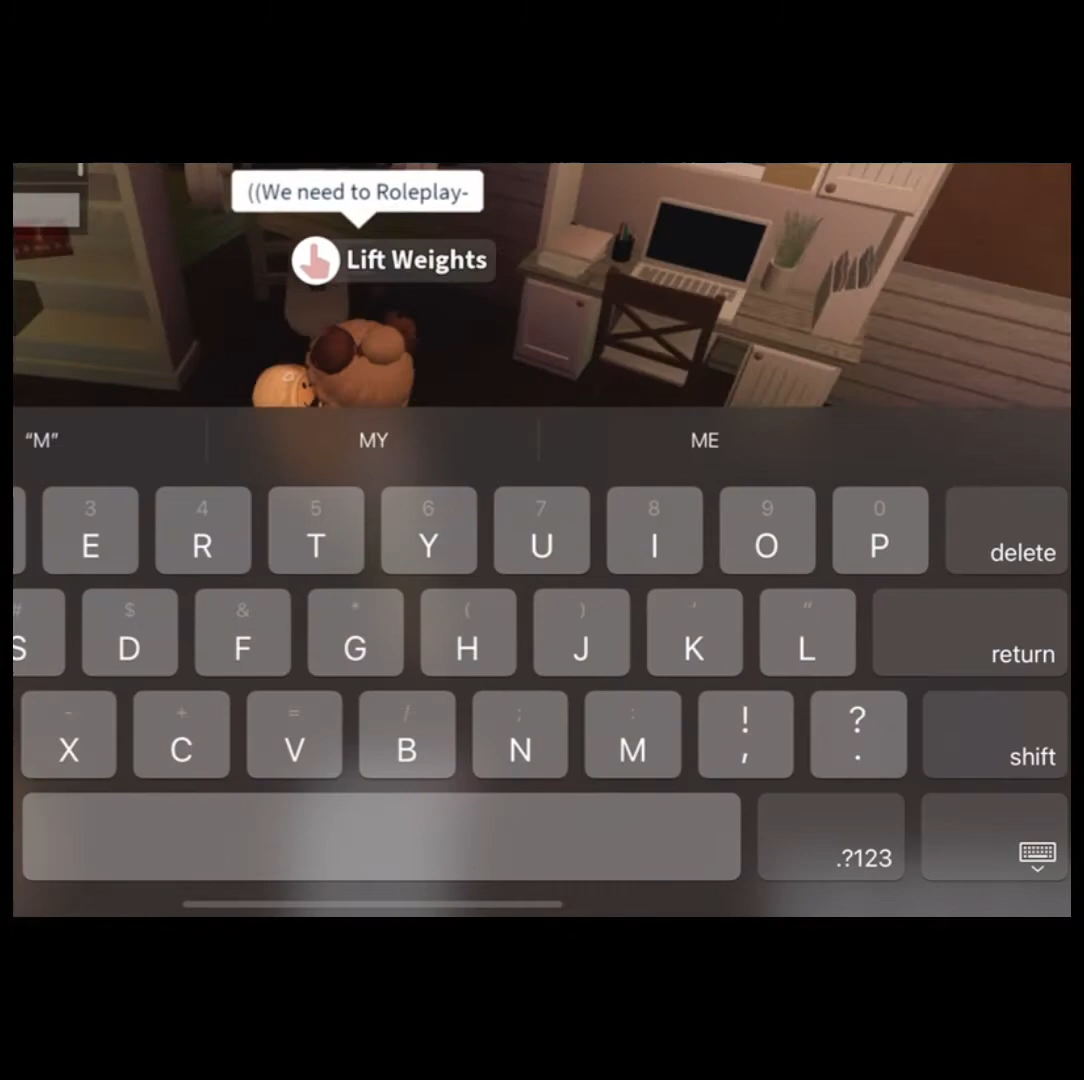 ((We need to Roleplay-
Lift Weights
“M” MY ME
3 4 5 6 7 8 9 0
E R T Y U I O P delete
# $ & * ( ) ' "
S D F G H J K L return
- + = / ; : ! ?
X C V B N M , . shift
.?123